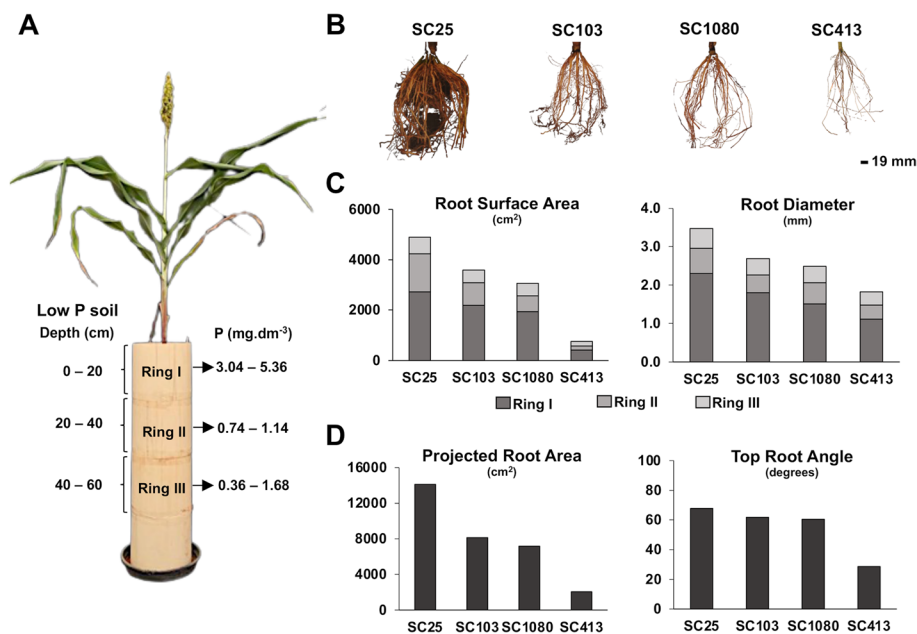 A
Low P soil
Depth (cm)
P (mg.dm-3)
0 – 20
Ring I
3.04 – 5.36
20 – 40
Ring II
0.74 – 1.14
40 – 60
Ring III
0.36 – 1.68
B
SC25
SC103
SC1080
SC413
19 mm
C
Root Surface Area
(cm2)
6000
4000
2000
0
SC25
SC103
SC1080
SC413
Root Diameter
(mm)
4.0
3.0
2.0
1.0
0.0
SC25
SC103
SC1080
SC413
Ring I
Ring II
Ring III
D
Projected Root Area
(cm2)
16000
12000
8000
4000
0
SC25
SC103
SC1080
SC413
Top Root Angle
(degrees)
100
80
60
40
20
0
SC25
SC103
SC1080
SC413